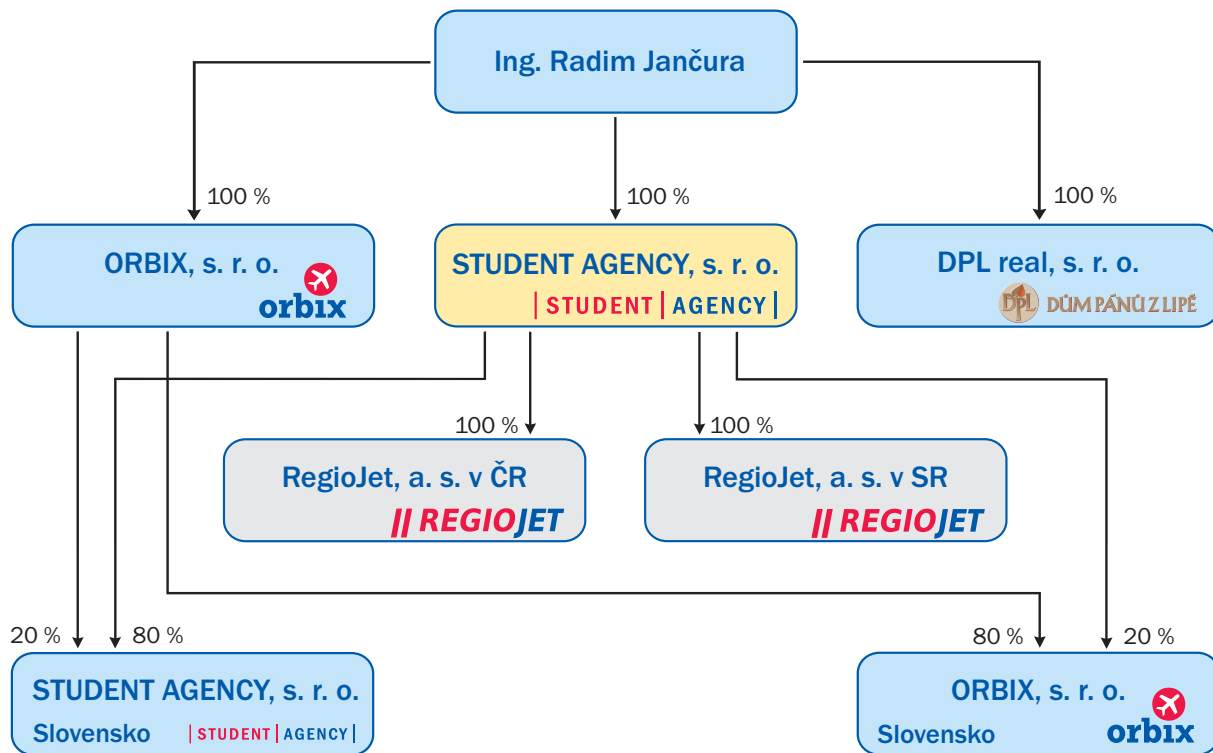 Ing. Radim Jančura
100 %
100 %
100 %
ORBIX, s. r. o.
orbix
STUDENT AGENCY, s. r. o.
| STUDENT | AGENCY |
DPL real, s. r. o.
DPL DŮM PÁNŮ Z LIPÉ
100 %
100 %
RegioJet, a. s. v ČR
REGIOJET
RegioJet, a. s. v SR
REGIOJET
20 %
80 %
80 %
20 %
STUDENT AGENCY, s. r. o.
Slovensko | STUDENT | AGENCY |
ORBIX, s. r. o.
Slovensko orbix